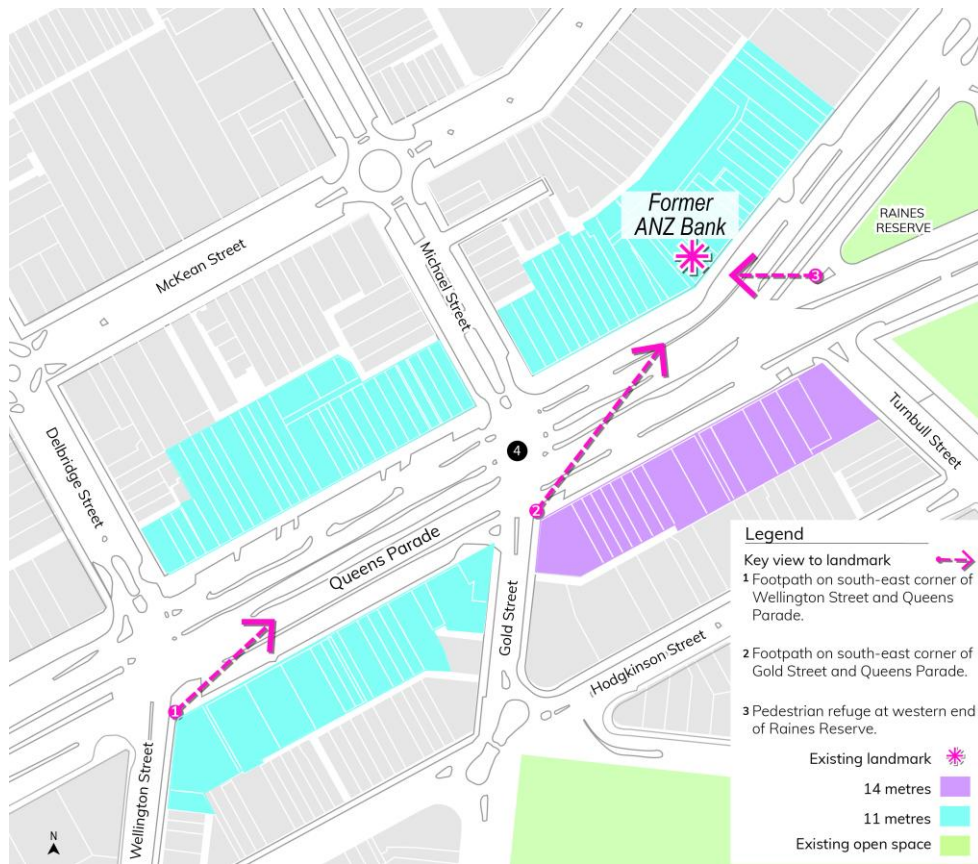 Former
ANZ Bank
RAINES
RESERVE
3
McKean Street
Michael Street
Delbridge Street
Turnbull Street
4
2
Queens Parade
Gold Street
Hodgkinson Street
1
Wellington Street
N
Legend
Key view to landmark
1 Footpath on south-east corner of
Wellington Street and Queens
Parade.
2 Footpath on south-east corner of
Gold Street and Queens Parade.
3 Pedestrian refuge at western end
of Raines Reserve.
Existing landmark
14 metres
11 metres
Existing open space